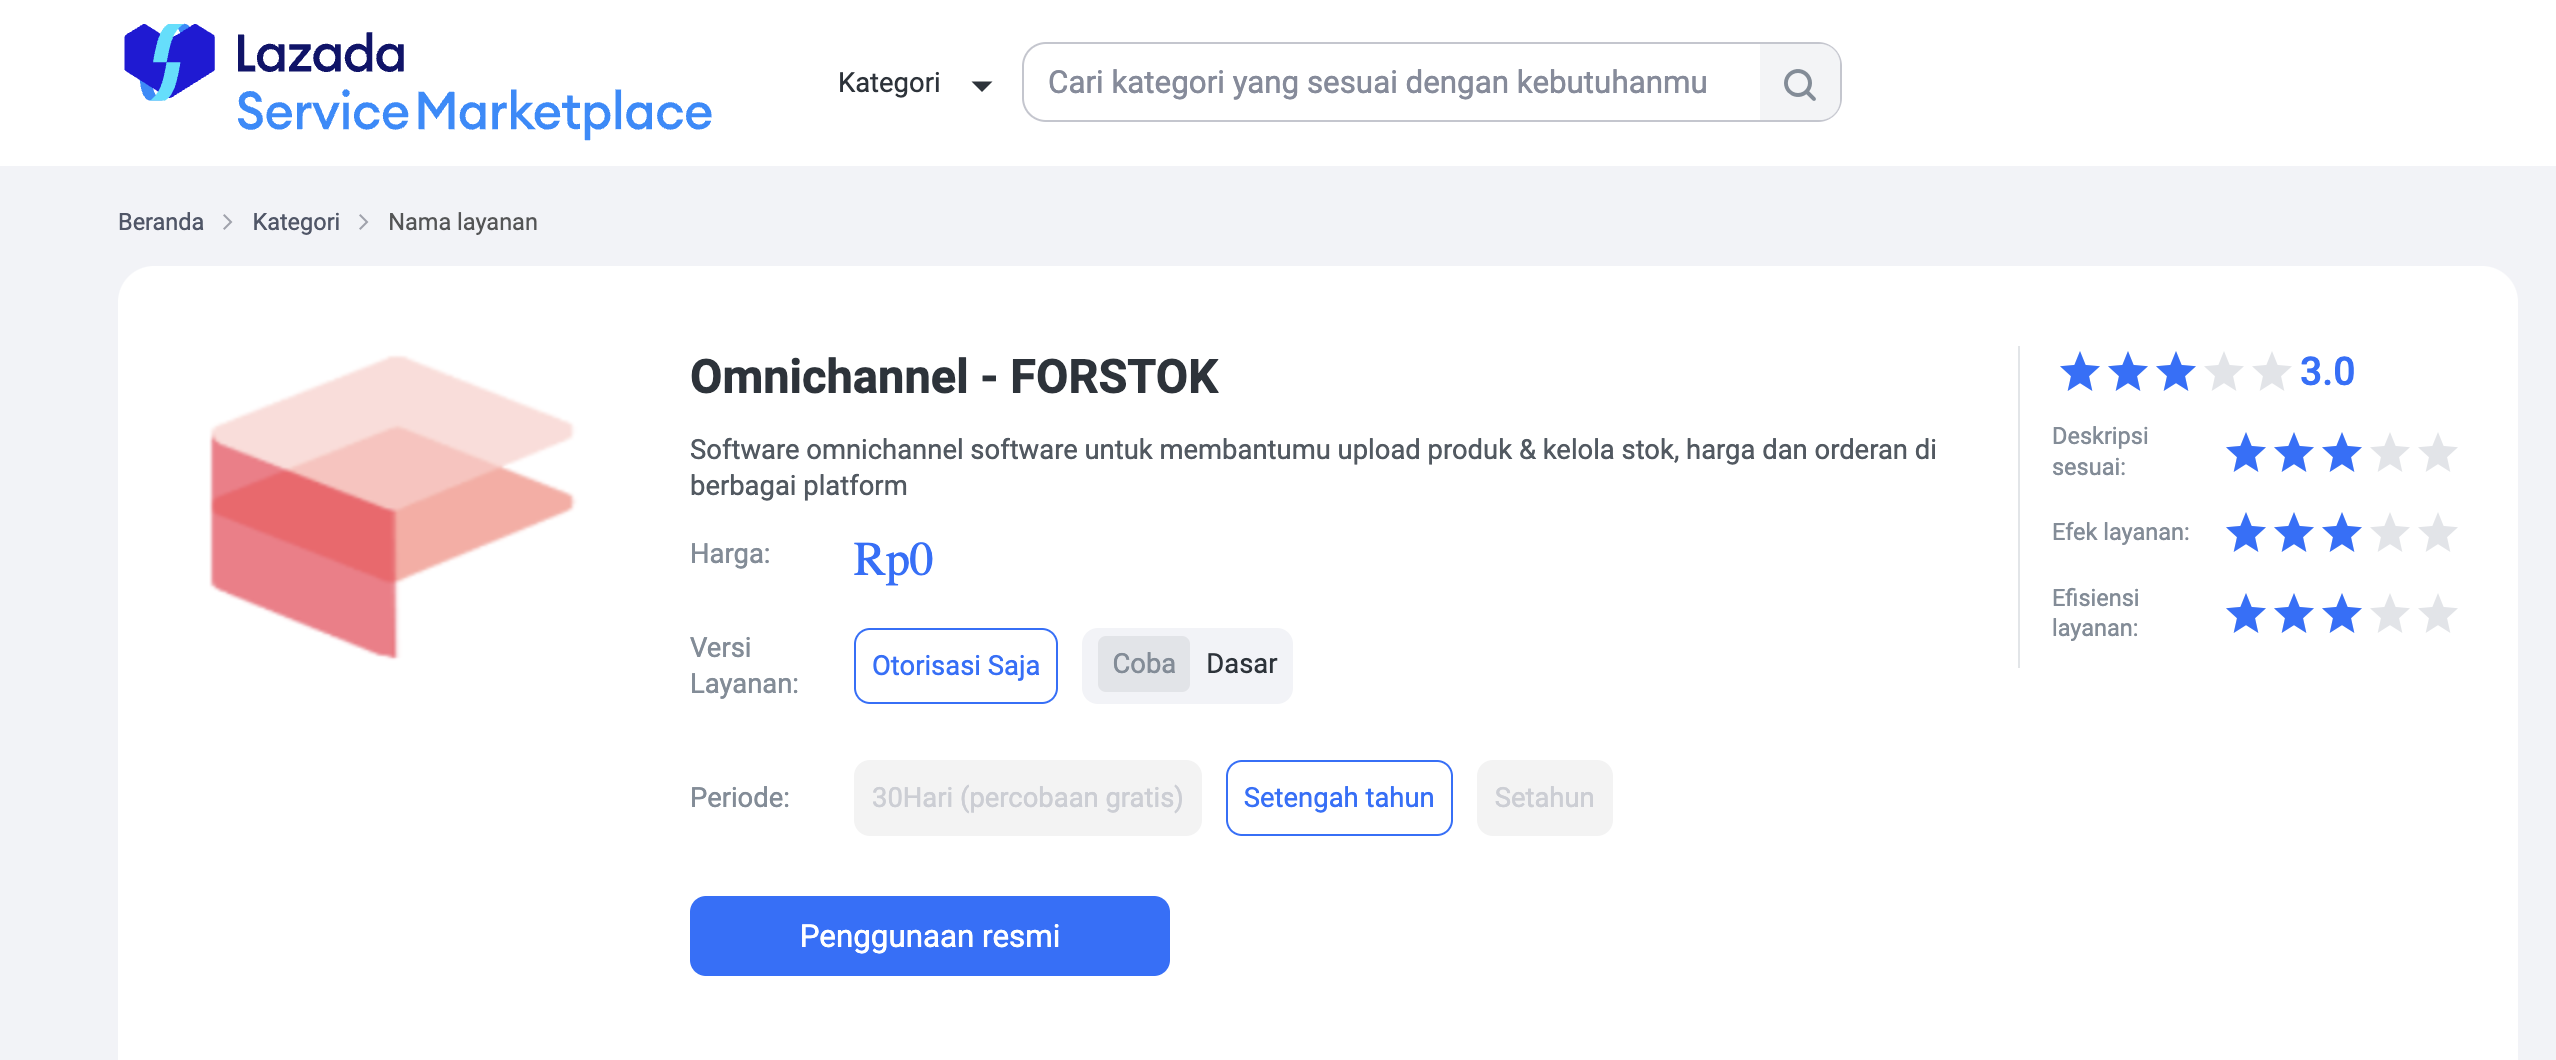 Lazada
Service Marketplace
Kategori
Cari kategori yang sesuai dengan kebutuhanmu
Beranda > Kategori > Nama layanan
Omnichannel - FORSTOK
Software omnichannel software untuk membantumu upload produk & kelola stok, harga dan orderan di
berbagai platform
Harga: Rp0
Versi
Layanan:
Otorisasi Saja
Coba Dasar
Periode: 30Hari (percobaan gratis) Setengah tahun Setahun
Penggunaan resmi
3.0
Deskripsi
sesuai:
Efek layanan:
Efisiensi
layanan: